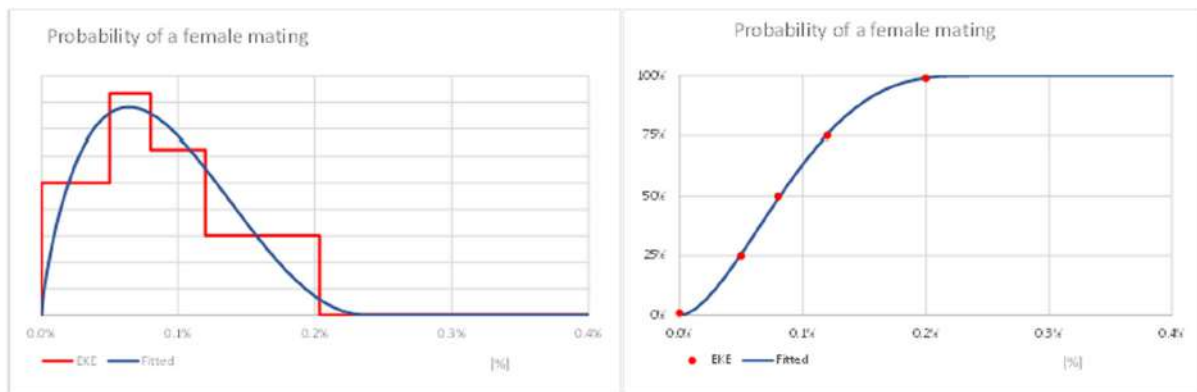 Probability of a female mating
0.0% 0.1% 0.2% 0.3% 0.4%
EKE Fitted [%]
Probability of a female mating
100%
75%
50%
25%
0%
0.0% 0.1% 0.2% 0.3% 0.4%
EKE Fitted [%]